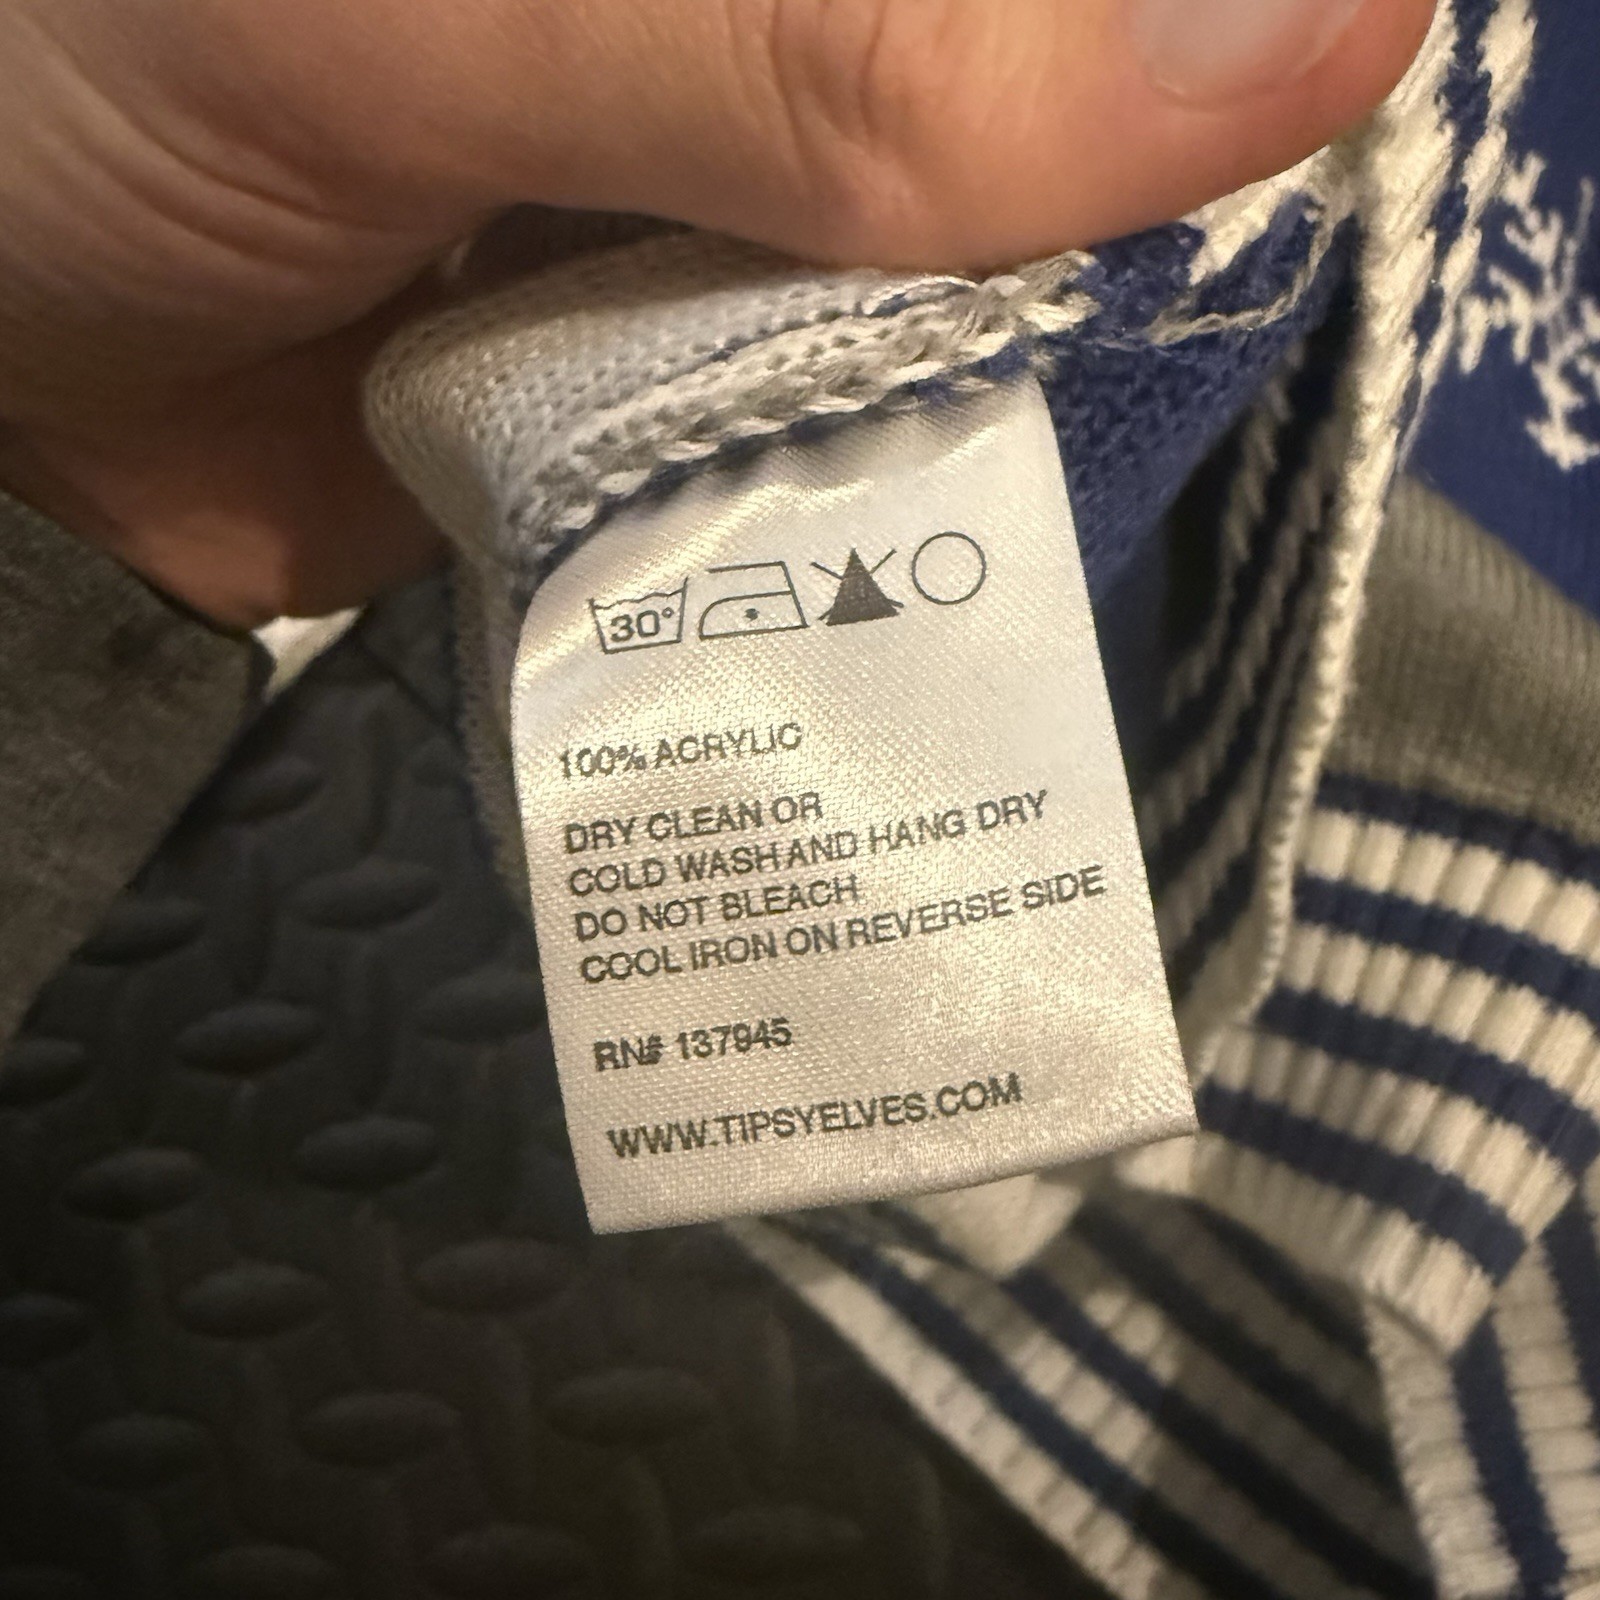 30°
100% ACRYLIC
DRY CLEAN OR
COLD WASH AND HANG DRY
DO NOT BLEACH
COOL IRON ON REVERSE SIDE
RN# 137945
WWW.TIPSYELVES.COM